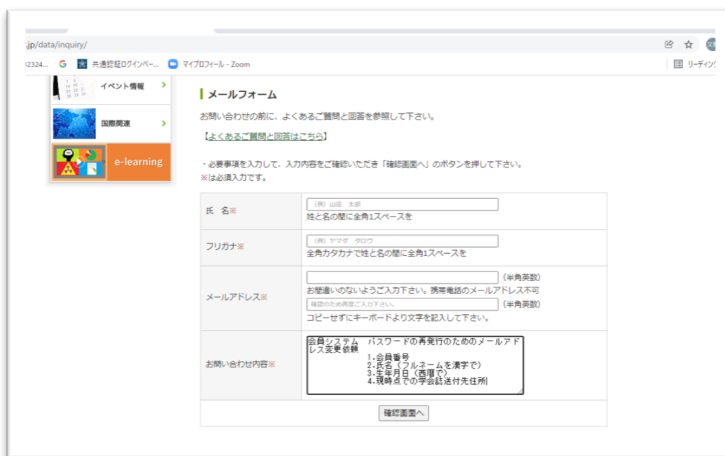 .jp/data/inquiry/
共通認証ログインペー...
マイプロフィール - Zoom
イベント情報
国際関連
e-learning
メールフォーム
お問い合わせの前に、よくあるご質問と回答を参照して下さい。
【よくあるご質問と回答はこちら】
・必要事項を入力して、入力内容をご確認いただき「確認画面へ」のボタンを押して下さい。
※は必須入力です。
氏 名※
(例) 山田 太郎
姓と名の間に全角1スペースを
フリガナ※
(例) ヤマダ タロウ
全角カタカナで姓と名の間に全角1スペースを
メールアドレス※
(半角英数)
お間違いのないようご入力下さい。携帯電話のメールアドレス不可
確認のため再度ご入力下さい。
(半角英数)
コピーせずにキーボードより文字を記入して下さい。
お問い合わせ内容※
会員システム パスワードの再発行のためのメールアド
レス変更依頼
1.会員番号
2.氏名（フルネームを漢字で）
3.生年月日（西暦で）
4.現時点での学会誌送付先住所
確認画面へ